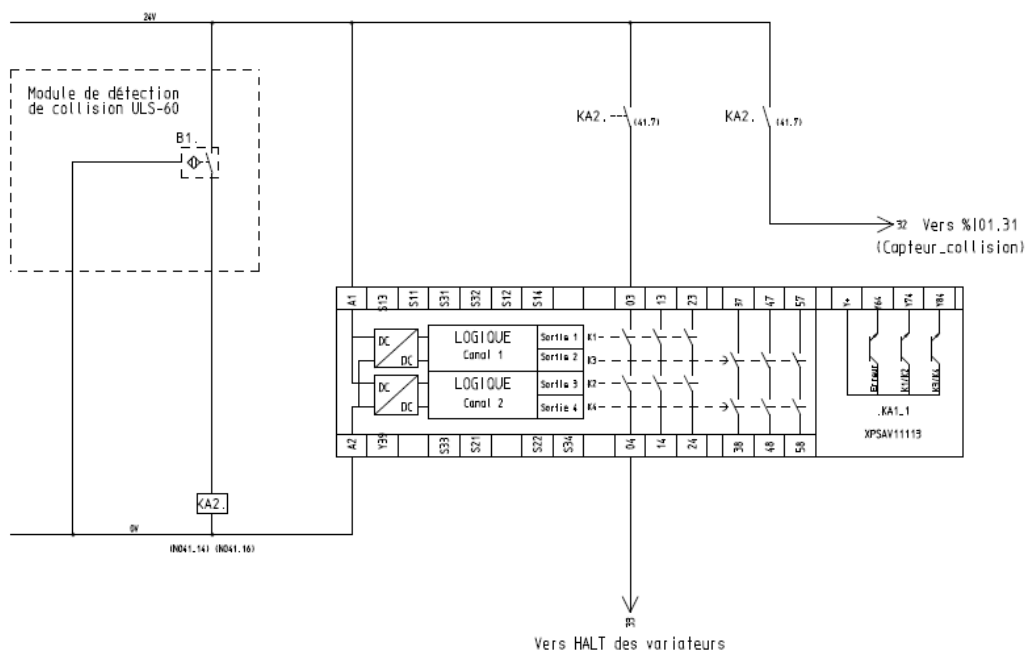 24V
Module de détection
de collision ULS-60
B1.
KA2. (41.7)
KA2. (41.7)
32 Vers %I01.31
(Capteur_collision)
A1 S13 S11 S31 S32 S12 S14 03 13 23 37 47 57 Y+ Y64 Y74 Y84
DC DC
LOGIQUE
Canal 1
Sortie 1 K1
Sortie 2 K3
DC DC
LOGIQUE
Canal 2
Sortie 3 K2
Sortie 4 K4
Erreur K1/K2 K3/K4
.KA1_1
XPSAV11113
A2 Y39 S33 S21 S22 S34 04 14 24 38 48 58
KA2.
0V
(NO41.14) (NO41.16)
33
Vers HALT des variateurs